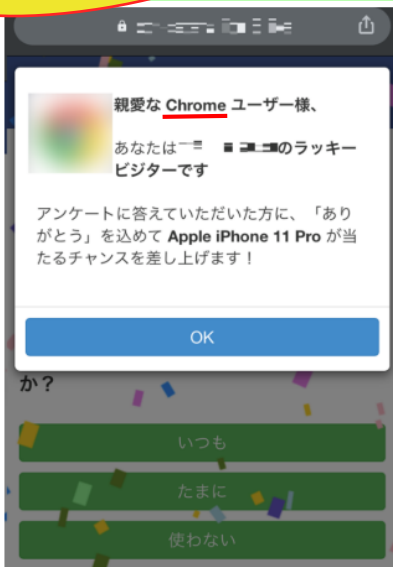 親愛な Chrome ユーザー様、
あなたは のラッキー
ビジターです
アンケートに答えていただいた方に、「あり
がとう」を込めて Apple iPhone 11 Pro が当
たるチャンスを差し上げます！
OK
か？
いつも
たまに
使わない